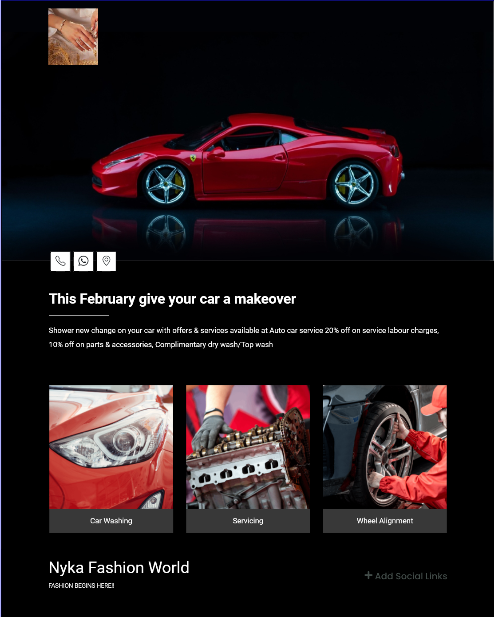 This February give your car a makeover
Shower new change on your car with offers & services available at Auto car service 20% off on service labour charges,
10% off on parts & accessories, Complimentary dry wash/Top wash
Car Washing
Servicing
Wheel Alignment
Nyka Fashion World
FASHION BEGINS HERE!!
+ Add Social Links